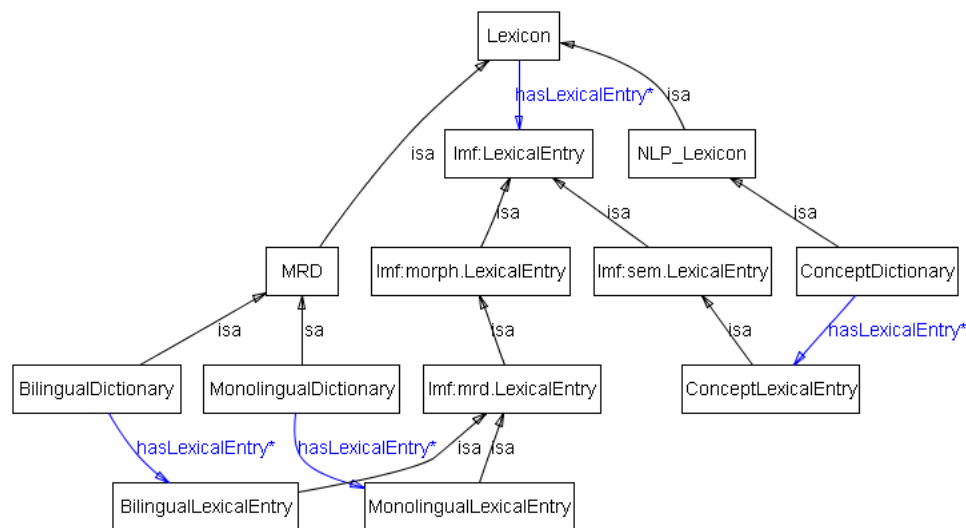 Lexicon
hasLexicalEntry*
isa
lmf:LexicalEntry
NLP_Lexicon
isa
isa
isa
isa
MRD
lmf:morph.LexicalEntry
lmf:sem.LexicalEntry
ConceptDictionary
isa
sa
isa
isa
hasLexicalEntry*
BilingualDictionary
MonolingualDictionary
lmf:mrd.LexicalEntry
ConceptLexicalEntry
hasLexicalEntry*
hasLexicalEntry*
isa
isa
BilingualLexicalEntry
MonolingualLexicalEntry